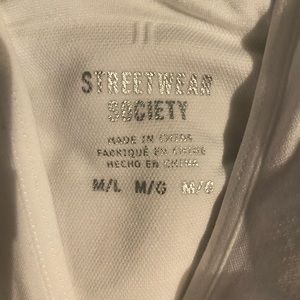 STREETWEAR
SOCIETY
MADE IN CHINA
FABRIQUÉ EN CHINE
HECHO EN CHINA
M/L M/G M/G